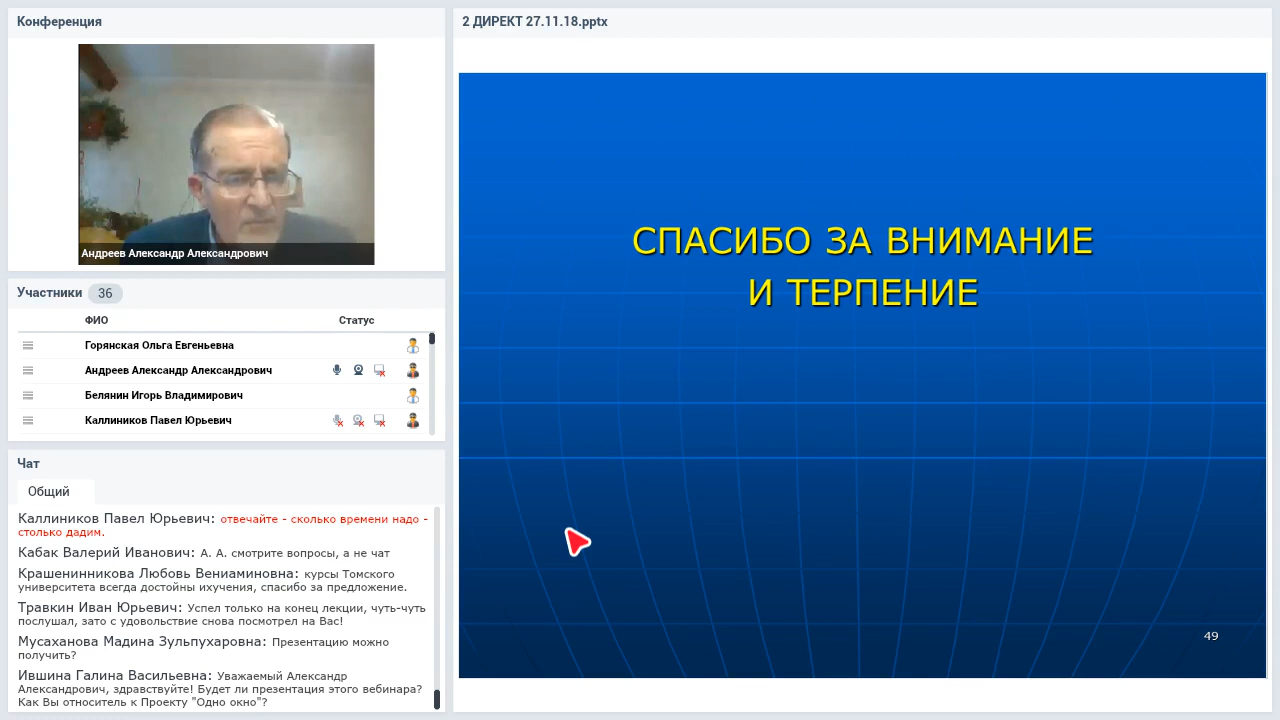 Конференция
Андреев Александр Александрович
Участники 36
ФИО Статус
Горянская Ольга Евгеньевна
Андреев Александр Александрович
Белянин Игорь Владимирович
Каллиников Павел Юрьевич
Чат
Общий
Каллиников Павел Юрьевич: отвечайте - сколько времени надо -
столько дадим.
Кабак Валерий Иванович: А. А. смотрите вопросы, а не чат
Крашенинникова Любовь Вениаминовна: курсы Томского
университета всегда достойны ихучения, спасибо за предложение.
Травкин Иван Юрьевич: Успел только на конец лекции, чуть-чуть
послушал, зато с удовольствие снова посмотрел на Вас!
Мусаханова Мадина Зульпухаровна: Презентацию можно
получить?
Ившина Галина Васильевна: Уважаемый Александр
Александрович, здравствуйте! Будет ли презентация этого вебинара?
Как Вы относитель к Проекту "Одно окно"?
2 ДИРЕКТ 27.11.18.pptx
СПАСИБО ЗА ВНИМАНИЕ
И ТЕРПЕНИЕ
49